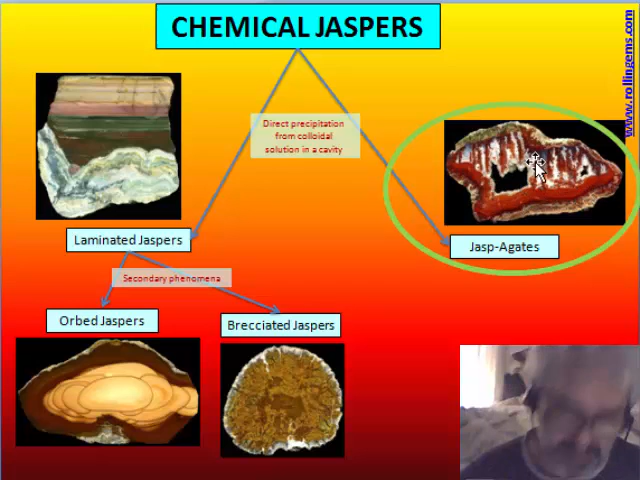 CHEMICAL JASPERS
www.rollingems.com
Direct precipitation
from colloidal
solution in a cavity
Laminated Jaspers
Jasp-Agates
Secondary phenomena
Orbed Jaspers
Brecciated Jaspers